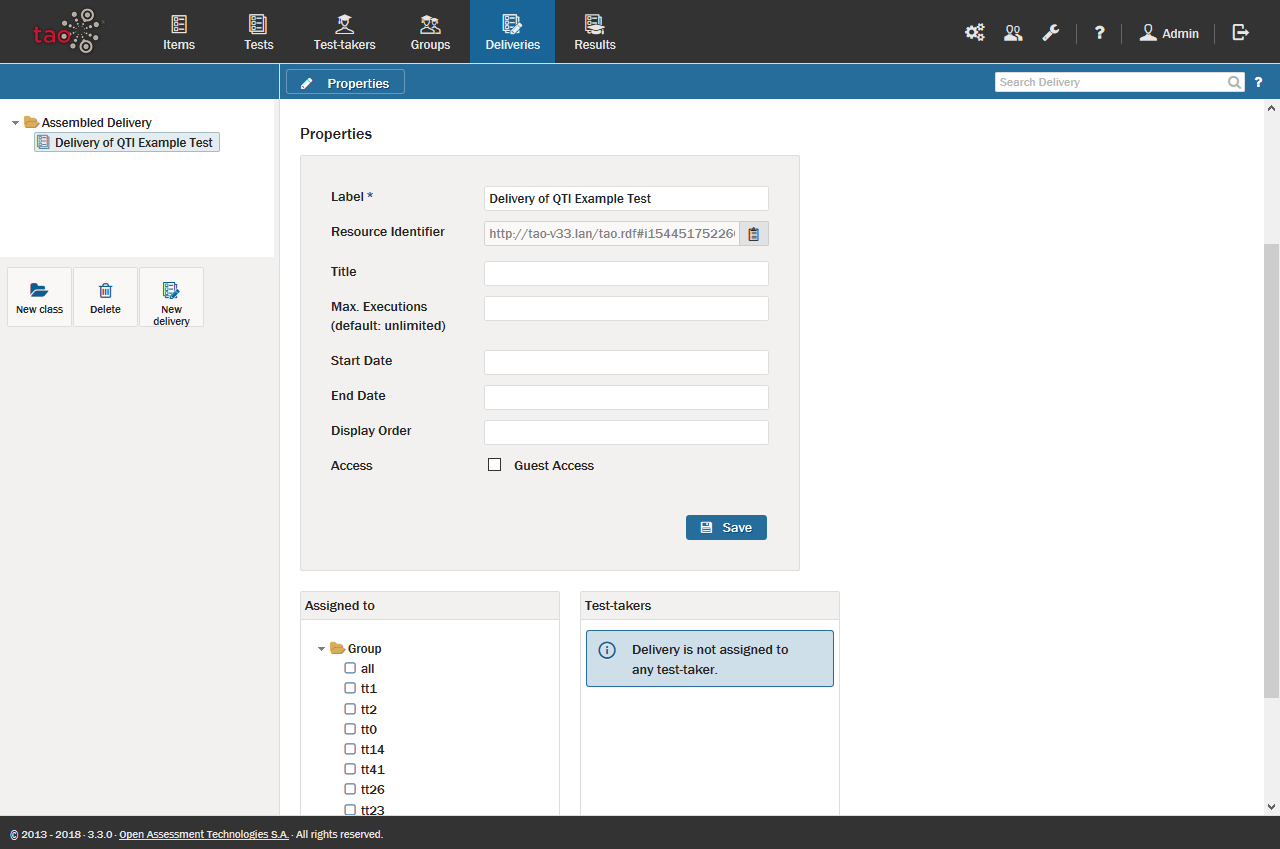 tao
Items
Tests
Test-takers
Groups
Deliveries
Results
?
Admin
Properties
Search Delivery
?
Assembled Delivery
Delivery of QTI Example Test
New class
Delete
New
delivery
Properties
Label *
Delivery of QTI Example Test
Resource Identifier
http://tao-v33.lan/tao.rdf#i154451752260
Title
Max. Executions
(default: unlimited)
Start Date
End Date
Display Order
Access
Guest Access
Save
Assigned to
Group
all
tt1
tt2
tt0
tt14
tt41
tt26
tt23
Test-takers
Delivery is not assigned to
any test-taker.
© 2013 - 2018 · 3.3.0 · Open Assessment Technologies S.A. · All rights reserved.